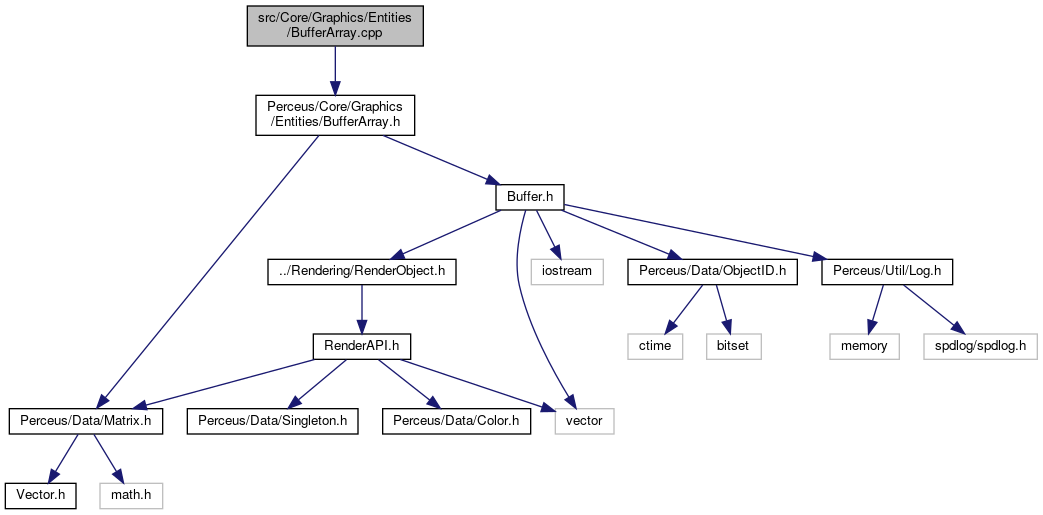 src/Core/Graphics/Entities
/BufferArray.cpp
Perceus/Core/Graphics
/Entities/BufferArray.h
Buffer.h
../Rendering/RenderObject.h
iostream
Perceus/Data/ObjectID.h
Perceus/Util/Log.h
RenderAPI.h
ctime
bitset
memory
spdlog/spdlog.h
Perceus/Data/Matrix.h
Perceus/Data/Singleton.h
Perceus/Data/Color.h
vector
Vector.h
math.h